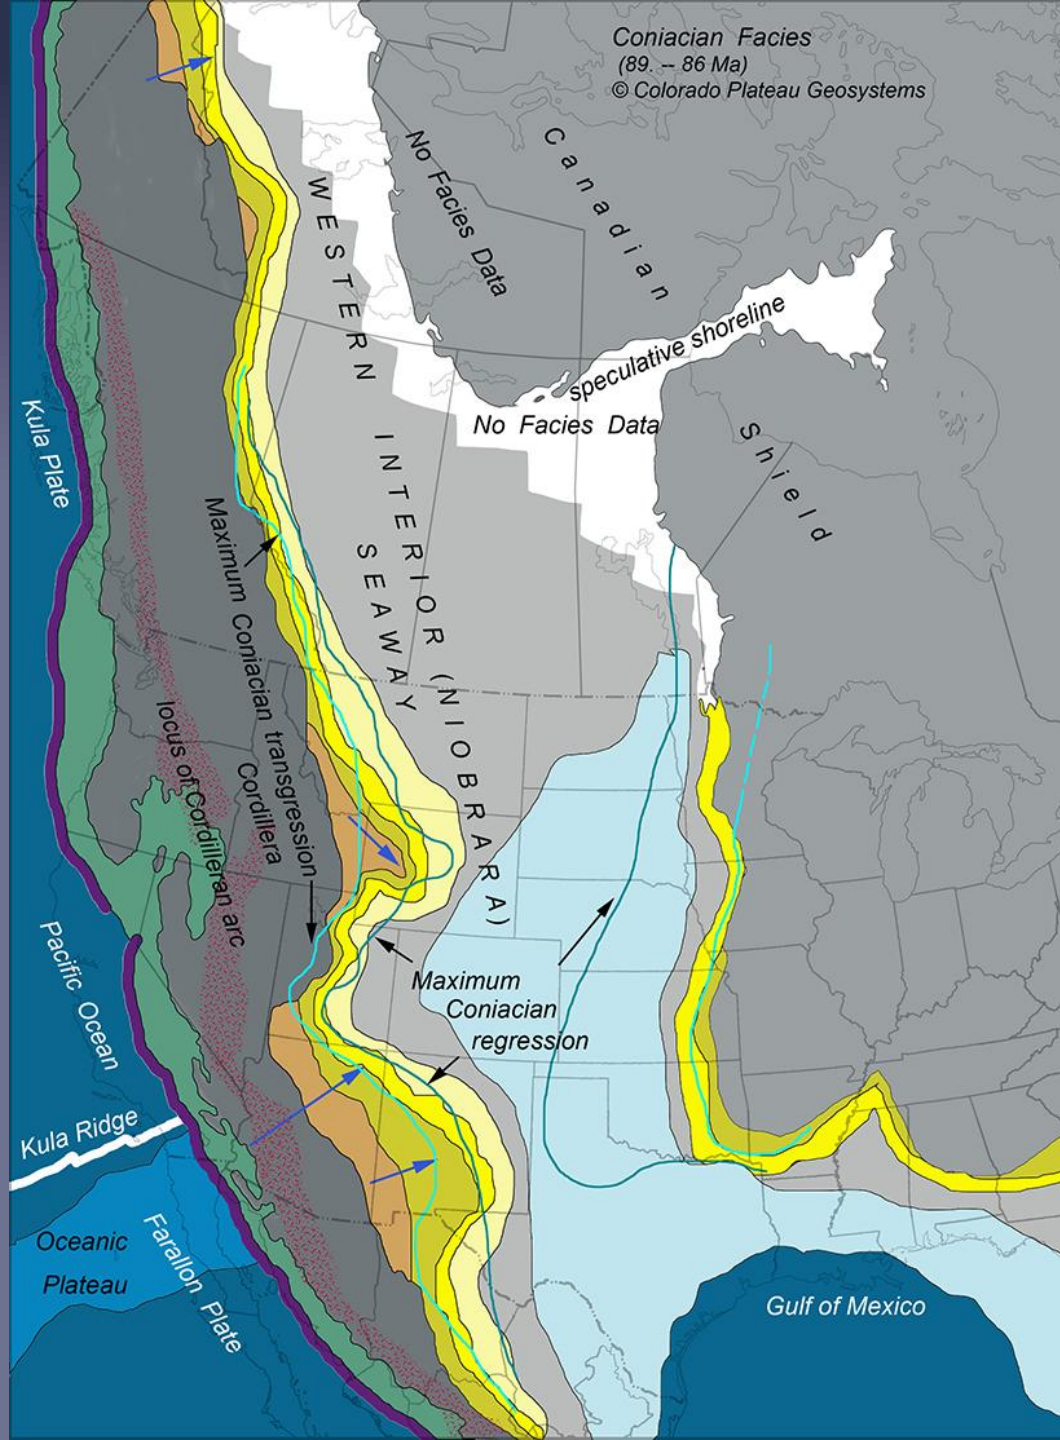 Coniacian Facies
(89. -- 86 Ma)
© Colorado Plateau Geosystems
No Facies Data
Canadian
WESTERN INTERIOR (NIOBRARA)
SEAWAY
speculative shoreline
No Facies Data
Shield
Kula Plate
Maximum Coniacian transgression
Cordillera
locus of Cordilleran arc
Pacific Ocean
Maximum
Coniacian
regression
Kula Ridge
Oceanic
Plateau
Farallon Plate
Gulf of Mexico